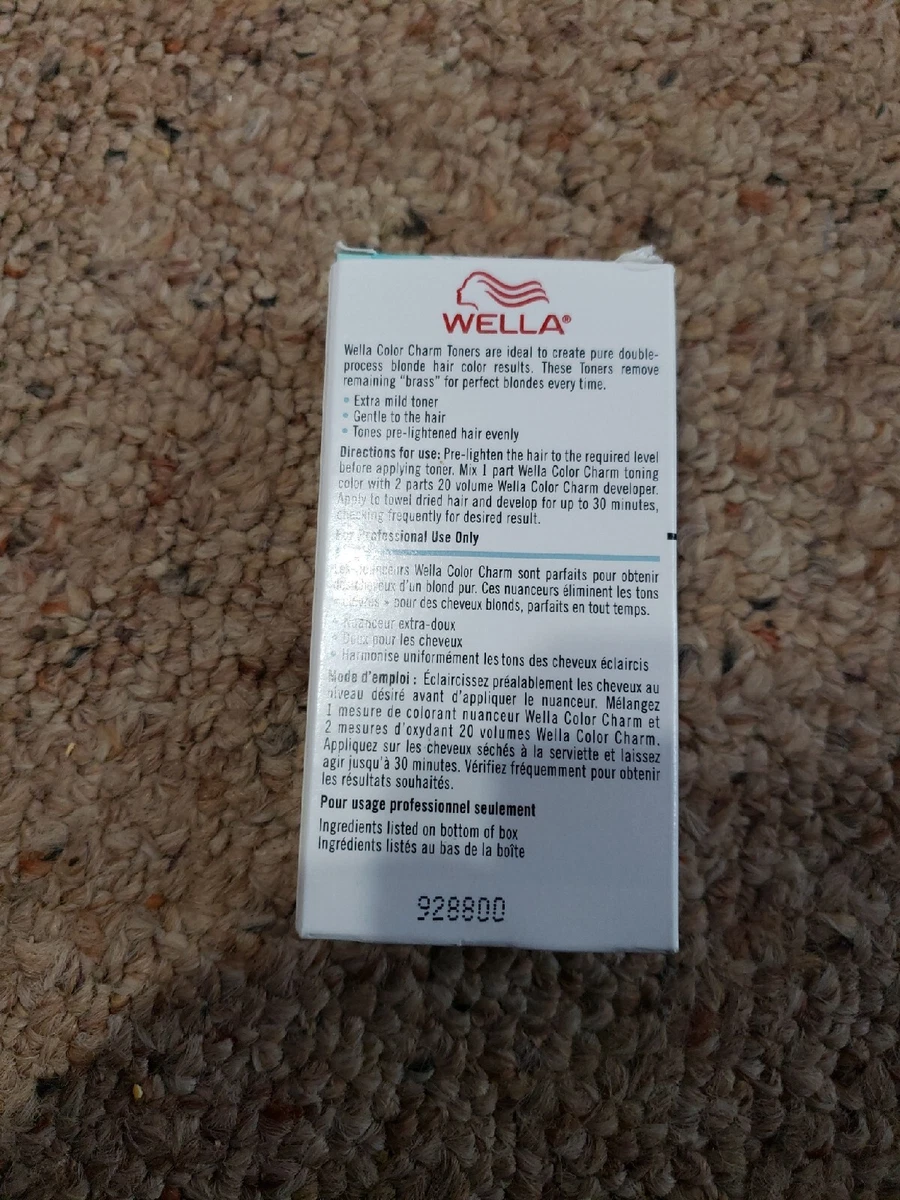 WELLA®
Wella Color Charm Toners are ideal to create pure double-
process blonde hair color results. These Toners remove
remaining "brass" for perfect blondes every time.
• Extra mild toner
• Gentle to the hair
• Tones pre-lightened hair evenly
Directions for use: Pre-lighten the hair to the required level
before applying toner. Mix 1 part Wella Color Charm toning
color with 2 parts 20 volume Wella Color Charm developer.
Apply to towel dried hair and develop for up to 30 minutes,
checking frequently for desired result.
For Professional Use Only
Les nuanceurs Wella Color Charm sont parfaits pour obtenir
des cheveux d'un blond pur. Ces nuanceurs éliminent les tons
» pour des cheveux blonds, parfaits en tout temps.
• Nuanceur extra-doux
• Doux pour les cheveux
• Harmonise uniformément les tons des cheveux éclaircis
Mode d'emploi : Éclaircissez préalablement les cheveux au
niveau désiré avant d'appliquer le nuanceur. Mélangez
1 mesure de colorant nuanceur Wella Color Charm et
2 mesures d'oxydant 20 volumes Wella Color Charm.
Appliquez sur les cheveux séchés à la serviette et laissez
agir jusqu'à 30 minutes. Vérifiez fréquemment pour obtenir
les résultats souhaités.
Pour usage professionnel seulement
Ingredients listed on bottom of box
Ingrédients listés au bas de la boîte
928800